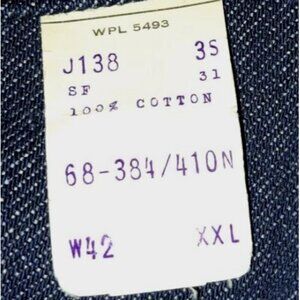 WPL 5493
J138 3S
SF 31
100% COTTON
68-384/410N
W42 XXL